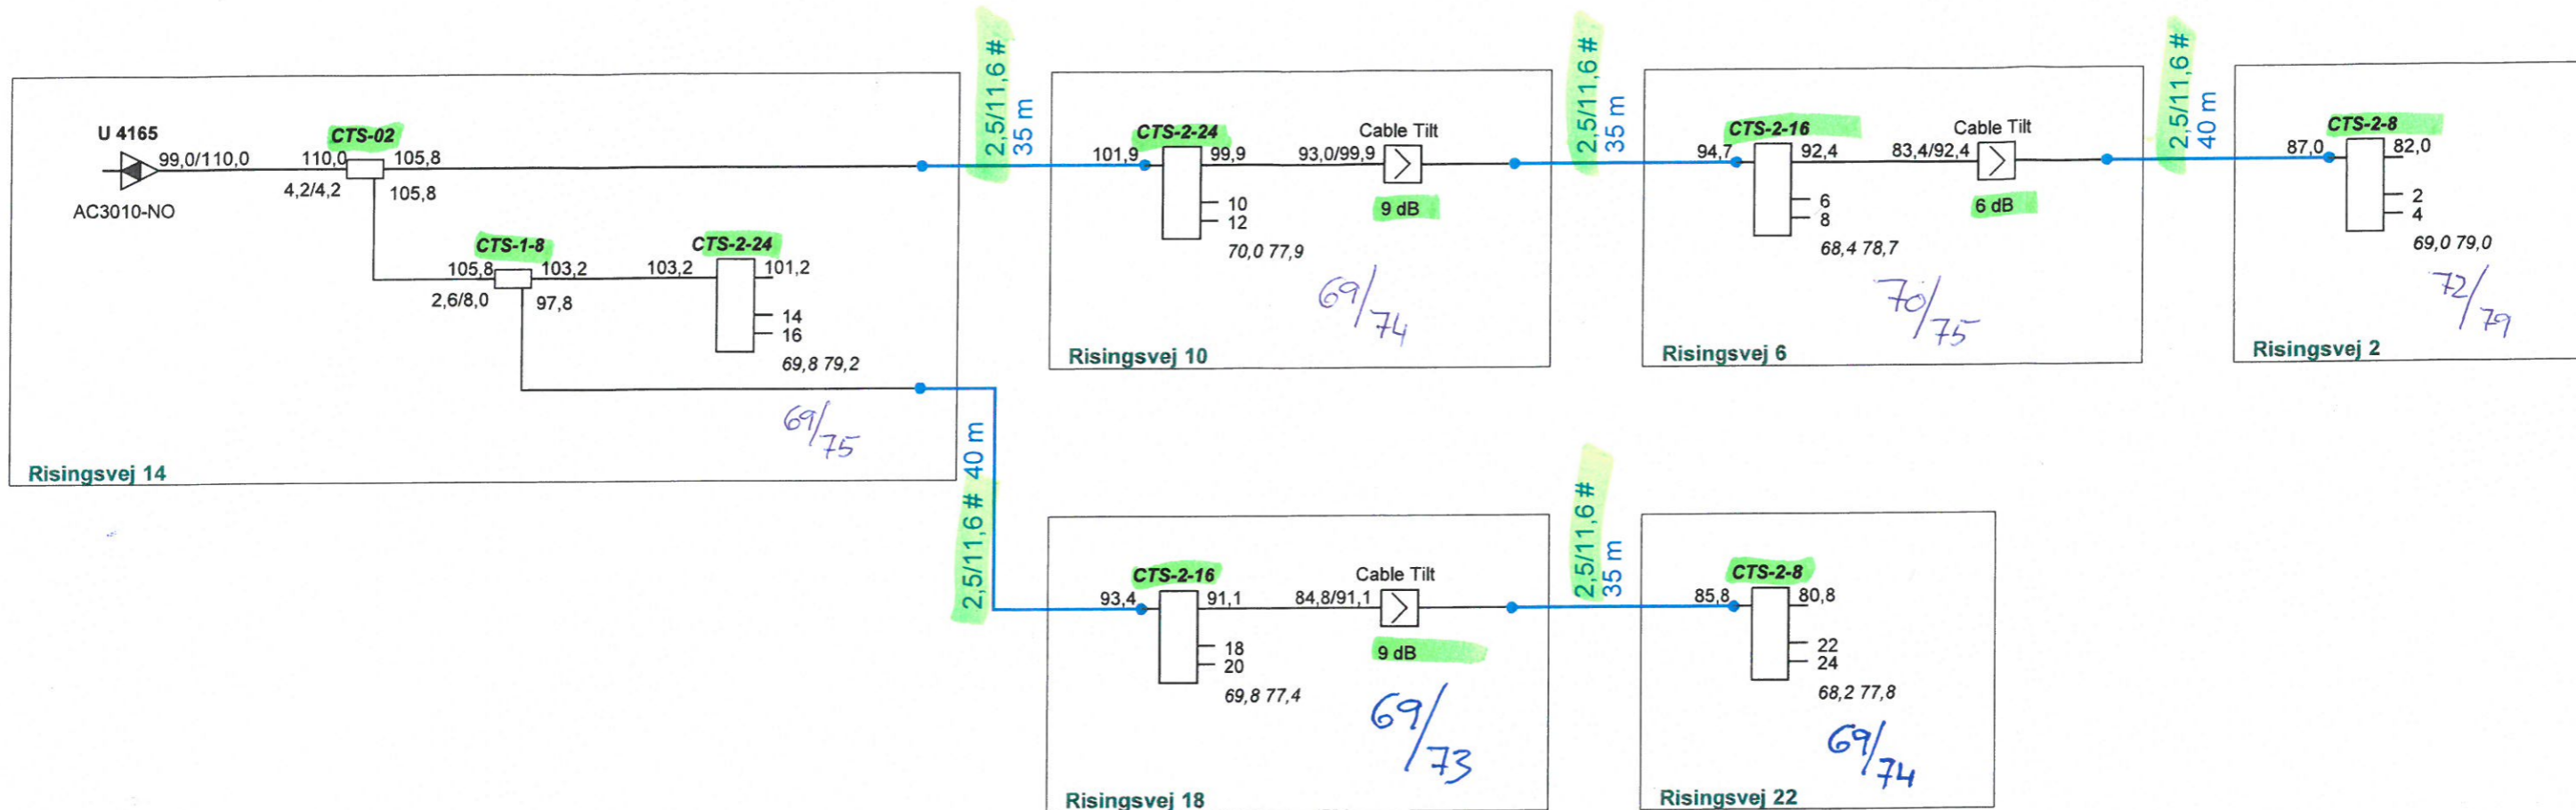 U 4165
99,0/110,0
AC3010-NO
CTS-02
110,0
105,8
4,2/4,2
105,8
CTS-1-8
105,8
103,2
2,6/8,0
97,8
CTS-2-24
103,2
101,2
14
16
69,8 79,2
69/75
Risingsvej 14
2,5/11,6 #
35 m
CTS-2-24
101,9
99,9
10
12
70,0 77,9
Cable Tilt
93,0/99,9
9 dB
69/74
Risingsvej 10
2,5/11,6 #
35 m
CTS-2-16
94,7
92,4
6
8
68,4 78,7
Cable Tilt
83,4/92,4
6 dB
70/75
Risingsvej 6
2,5/11,6 #
40 m
CTS-2-8
87,0
82,0
2
4
69,0 79,0
72/79
Risingsvej 2
2,5/11,6 # 40 m
CTS-2-16
93,4
91,1
18
20
69,8 77,4
Cable Tilt
84,8/91,1
9 dB
69/73
Risingsvej 18
2,5/11,6 #
35 m
CTS-2-8
85,8
80,8
22
24
68,2 77,8
69/74
Risingsvej 22